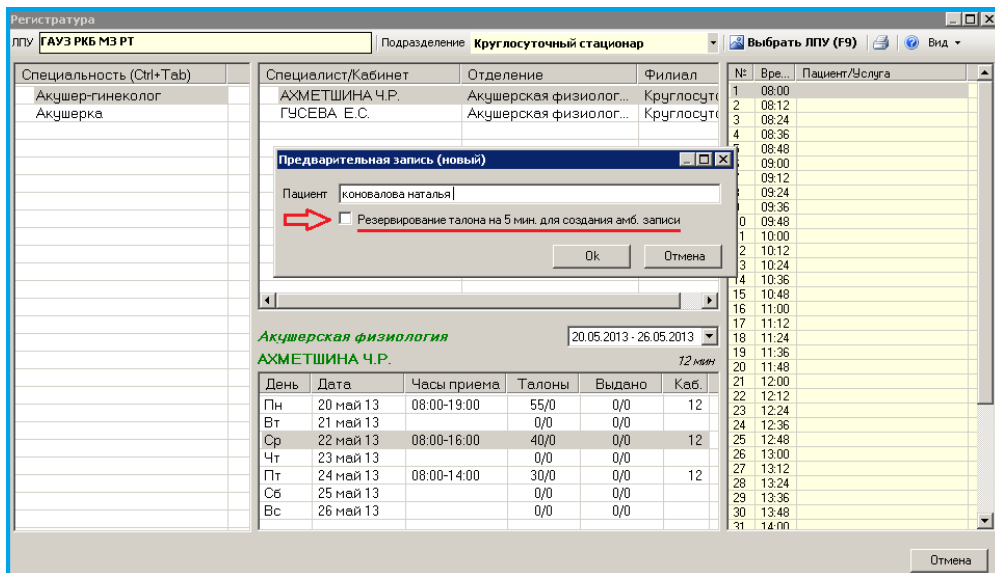 Регистратура
ЛПУ ГАУЗ РКБ МЗ РТ Подразделение Круглосуточный стационар Выбрать ЛПУ (F9) Вид
Специальность (Ctrl+Tab)
Акушер-гинеколог
Акушерка
Специалист/Кабинет Отделение Филиал
АХМЕТШИНА Ч.Р. Акушерская физиолог... Круглосуто
ГУСЕВА Е.С. Акушерская физиолог... Круглосуто
Предварительная запись (новый)
Пациент коновалова наталья
Резервирование талона на 5 мин. для создания амб. записи
Ok Отмена
Акушерская физиология 20.05.2013 - 26.05.2013
АХМЕТШИНА Ч.Р. 12 мин
День Дата Часы приема Талоны Выдано Каб.
Пн 20 май 13 08:00-19:00 55/0 0/0 12
Вт 21 май 13 0/0 0/0
Ср 22 май 13 08:00-16:00 40/0 0/0 12
Чт 23 май 13 0/0 0/0
Пт 24 май 13 08:00-14:00 30/0 0/0 12
Сб 25 май 13 0/0 0/0
Вс 26 май 13 0/0 0/0
№ Вре... Пациент/Услуга
1 08:00
2 08:12
3 08:24
4 08:36
08:48
09:00
09:12
09:24
09:36
0 09:48
1 10:00
2 10:12
3 10:24
14 10:36
15 10:48
16 11:00
17 11:12
18 11:24
19 11:36
20 11:48
21 12:00
22 12:12
23 12:24
24 12:36
25 12:48
26 13:00
27 13:12
28 13:24
29 13:36
30 13:48
31 14:00
Отмена